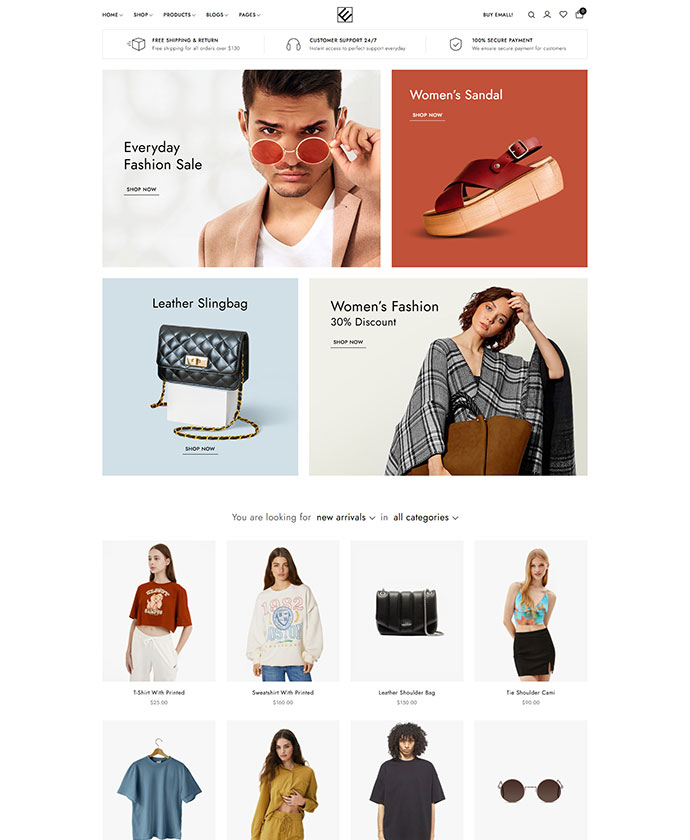 HOME SHOP PRODUCTS BLOGS PAGES
BUY EMALL!
0
FREE SHIPPING & RETURN
Free shipping for all orders over $130
CUSTOMER SUPPORT 24/7
Instant access to perfect support everyday
100% SECURE PAYMENT
We ensure secure payment for customers
Everyday
Fashion Sale
SHOP NOW
Women's Sandal
SHOP NOW
Leather Slingbag
SHOP NOW
Women's Fashion
30% Discount
SHOP NOW
You are looking for new arrivals in all categories
1982
BOSTON
T-Shirt With Printed
$25.00
Sweatshirt With Printed
$160.00
Leather Shoulder Bag
$150.00
Tie Shoulder Cami
$90.00